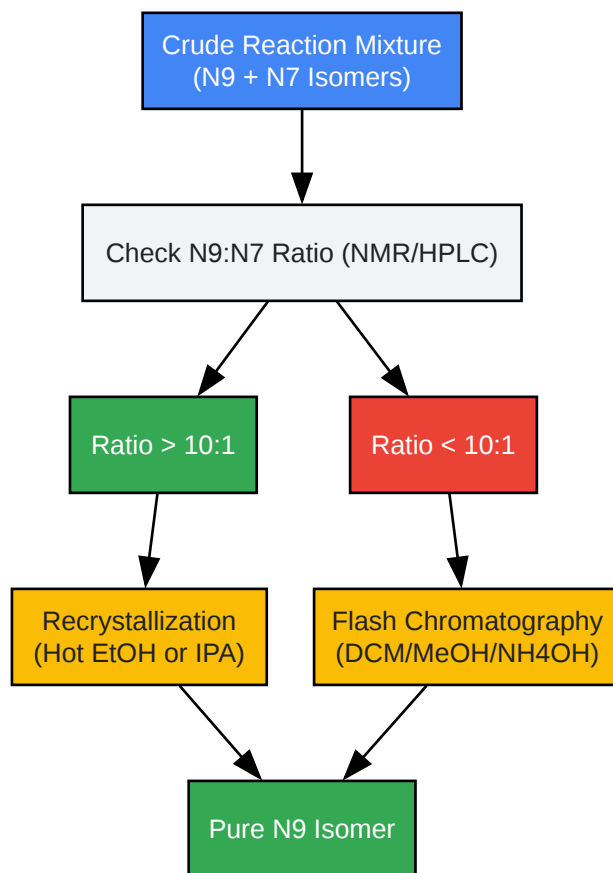 Crude Reaction Mixture
(N9 + N7 Isomers)
Check N9:N7 Ratio (NMR/HPLC)
Ratio > 10:1
Ratio < 10:1
Recrystallization
(Hot EtOH or IPA)
Flash Chromatography
(DCM/MeOH/NH4OH)
Pure N9 Isomer